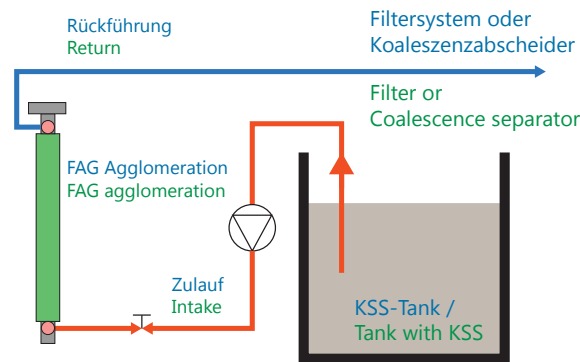 Rückführung
Return
Filtersystem oder
Koaleszenzabscheider
Filter or
Coalescence separator
FAG Agglomeration
FAG agglomeration
Zulauf
Intake
KSS-Tank /
Tank with KSS